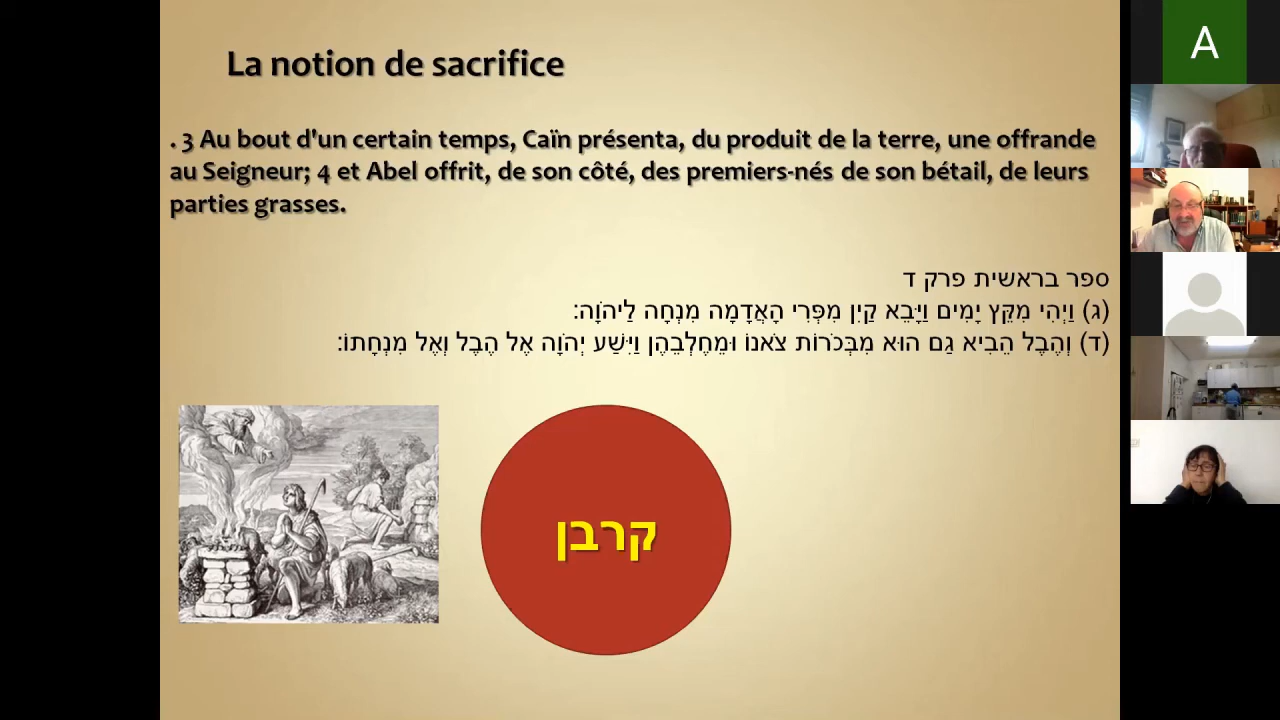 La notion de sacrifice
. 3 Au bout d'un certain temps, Caïn présenta, du produit de la terre, une offrande
au Seigneur; 4 et Abel offrit, de son côté, des premiers-nés de son bétail, de leurs
parties grasses.
ספר בראשית פרק ד
(ג) וַיְהִי מִקֵּץ יָמִים וַיָּבֵא קַיִן מִפְּרִי הָאֲדָמָה מִנְחָה לַיהֹוָה:
(ד) וְהֶבֶל הֵבִיא גַם הוּא מִבְּכֹרוֹת צֹאנוֹ וּמֵחֶלְבֵהֶן וַיִּשַׁע יְהֹוָה אֶל הֶבֶל וְאֶל מִנְחָתוֹ:
קרבן
A